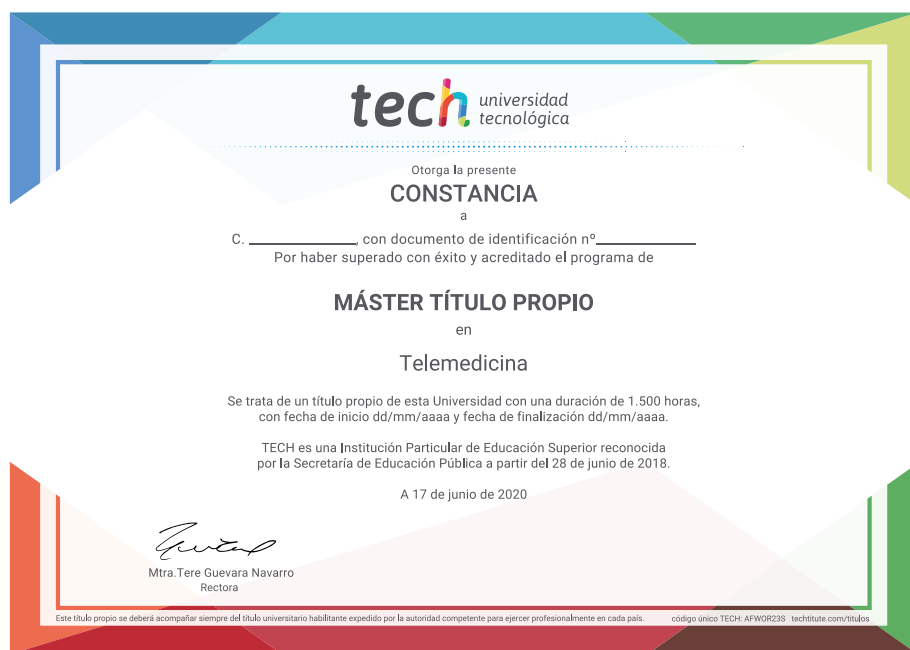 tech universidad
tecnológica
Otorga la presente
CONSTANCIA
a
C. ____________, con documento de identificación nº____________
Por haber superado con éxito y acreditado el programa de
MÁSTER TÍTULO PROPIO
en
Telemedicina
Se trata de un título propio de esta Universidad con una duración de 1.500 horas,
con fecha de inicio dd/mm/aaaa y fecha de finalización dd/mm/aaaa.
TECH es una Institución Particular de Educación Superior reconocida
por la Secretaría de Educación Pública a partir del 28 de junio de 2018.
A 17 de junio de 2020
Mtra.Tere Guevara Navarro
Rectora
Este título propio se deberá acompañar siempre del título universitario habilitante expedido por la autoridad competente para ejercer profesionalmente en cada país. código único TECH: AFWOR23S techtitute.com/titulos